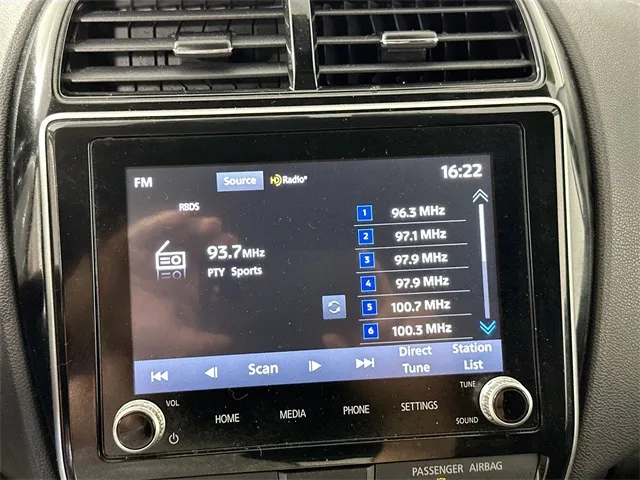 FM Source HD Radio 16:22
RBDS
93.7 MHz
PTY Sports
1 96.3 MHz
2 97.1 MHz
3 97.9 MHz
4 97.9 MHz
5 100.7 MHz
6 100.3 MHz
Scan
Direct Tune
Station List
VOL
HOME MEDIA PHONE SETTINGS
TUNE
SOUND
PASSENGER AIRBAG